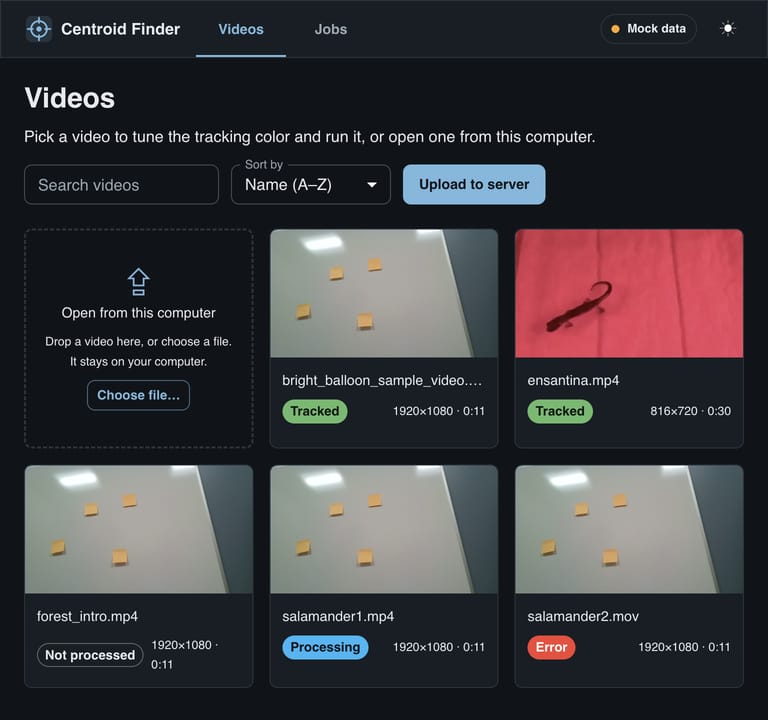 Centroid Finder
Videos
Jobs
Mock data
Videos
Pick a video to tune the tracking color and run it, or open one from this computer.
Search videos
Sort by
Name (A–Z)
Upload to server
Open from this computer
Drop a video here, or choose a file.
It stays on your computer.
Choose file…
bright_balloon_sample_video.…
Tracked
1920×1080 · 0:11
ensantina.mp4
Tracked
816×720 · 0:30
forest_intro.mp4
Not processed
1920×1080 ·
0:11
salamander1.mp4
Processing
1920×1080 · 0:11
salamander2.mov
Error
1920×1080 · 0:11